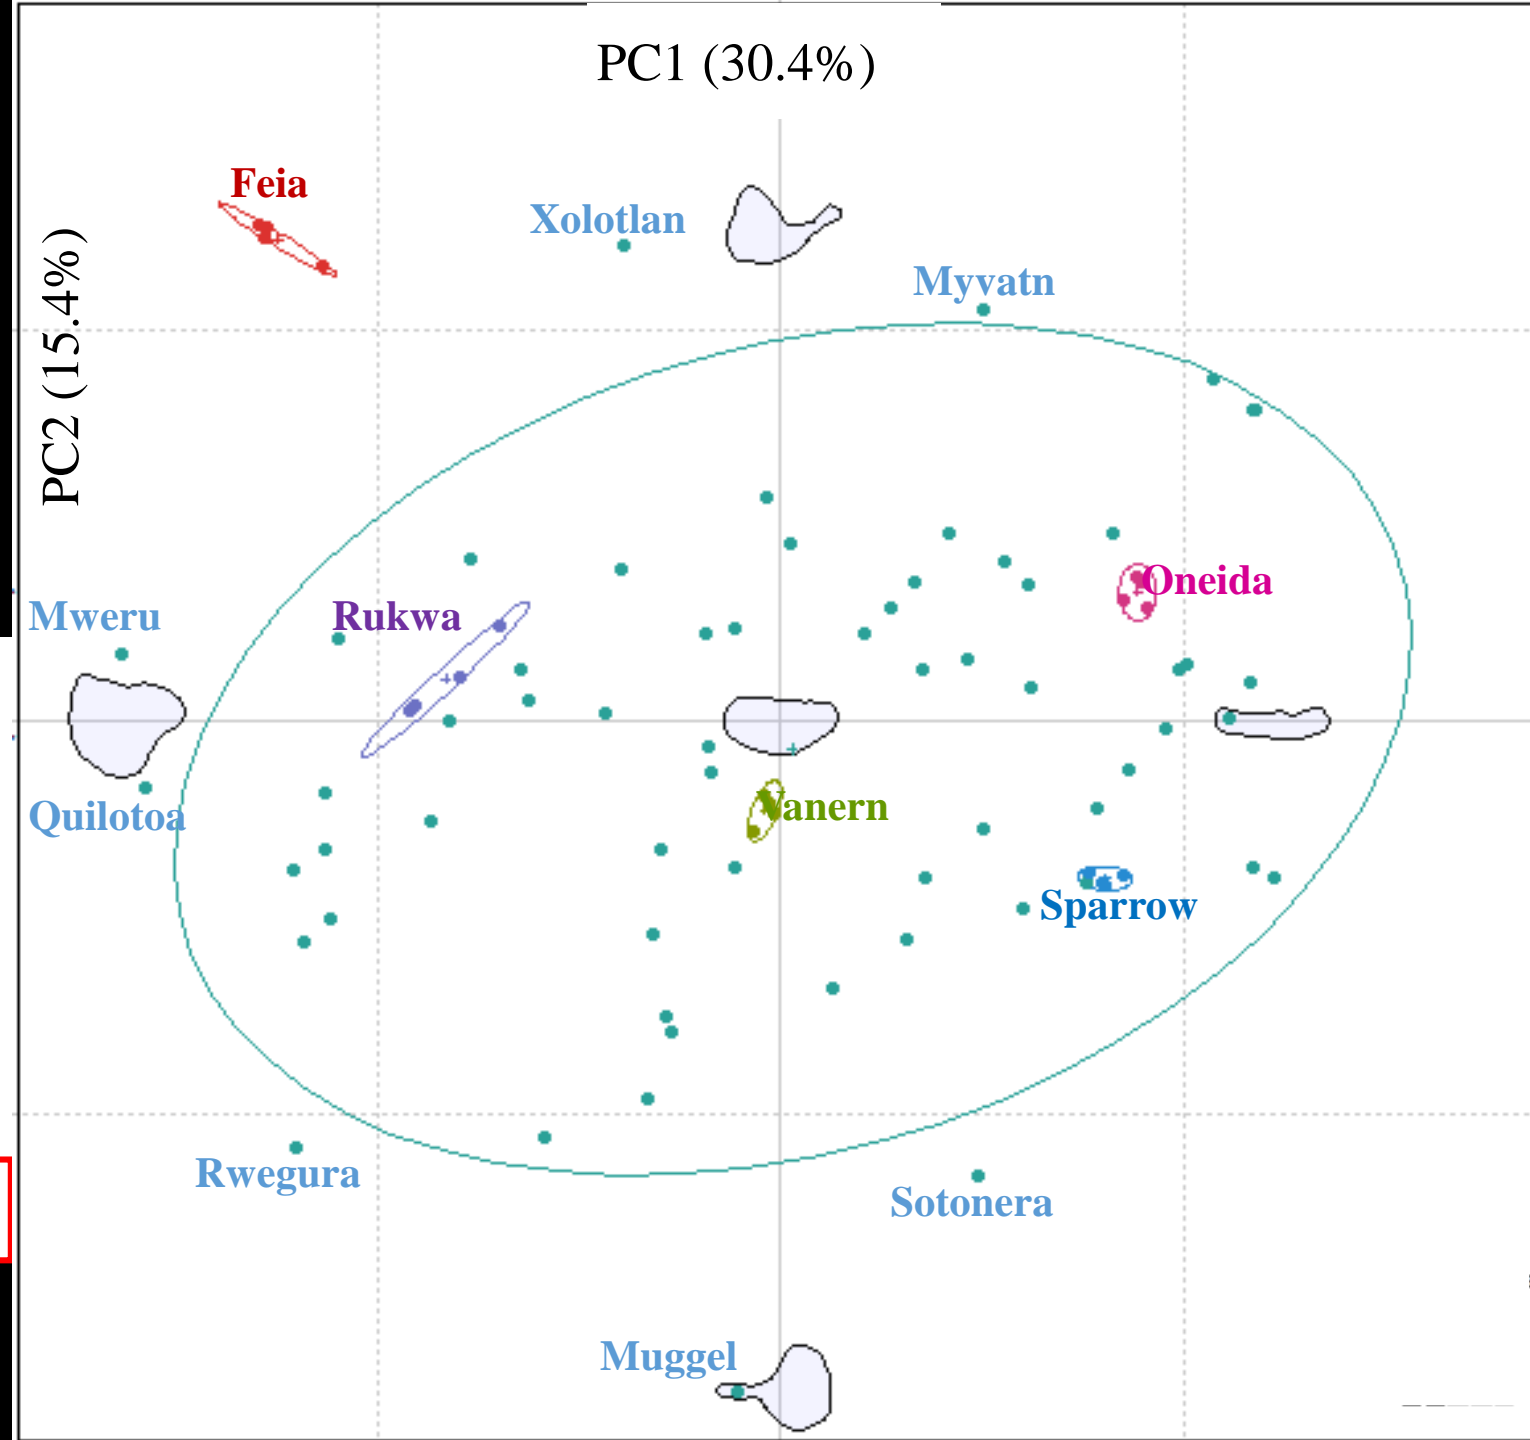 PC1 (30.4%)
Feia
Xolotlan
Myvatn
PC2 (15.4%)
Oneida
Mweru
Rukwa
Quilotoa
Vanern
Sparrow
Rwegura
Sotonera
Muggel